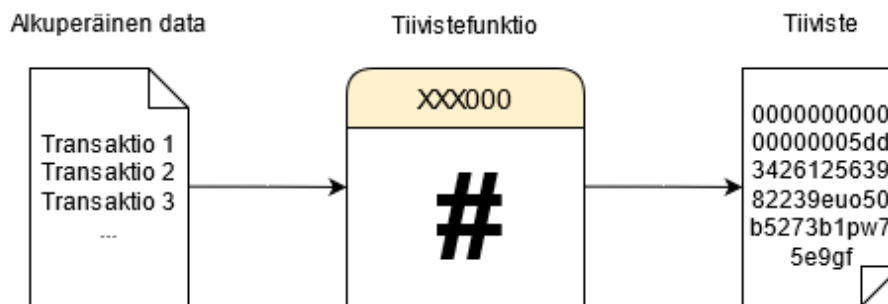 Alkuperäinen data
Tiivistefunktio
Tiiviste
XXX000
#
Transaktio 1
Transaktio 2
Transaktio 3
...
0000000000
00000005dd
3426125639
82239euo50
b5273b1pw7
5e9gf